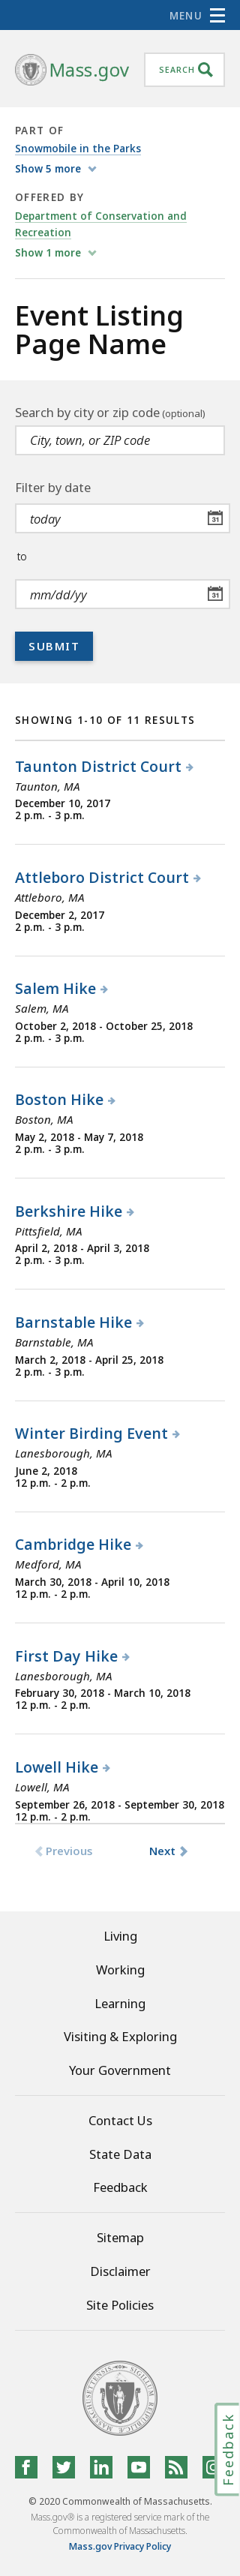 MENU
Mass.gov
SEARCH
PART OF
Snowmobile in the Parks
Show 5 more
OFFERED BY
Department of Conservation and
Recreation
Show 1 more
Event Listing
Page Name
Search by city or zip code (optional)
City, town, or ZIP code
Filter by date
today
31
to
mm/dd/yy
31
SUBMIT
SHOWING 1-10 OF 11 RESULTS
Taunton District Court
Taunton, MA
December 10, 2017
2 p.m. - 3 p.m.
Attleboro District Court
Attleboro, MA
December 2, 2017
2 p.m. - 3 p.m.
Salem Hike
Salem, MA
October 2, 2018 - October 25, 2018
2 p.m. - 3 p.m.
Boston Hike
Boston, MA
May 2, 2018 - May 7, 2018
2 p.m. - 3 p.m.
Berkshire Hike
Pittsfield, MA
April 2, 2018 - April 3, 2018
2 p.m. - 3 p.m.
Barnstable Hike
Barnstable, MA
March 2, 2018 - April 25, 2018
2 p.m. - 3 p.m.
Winter Birding Event
Lanesborough, MA
June 2, 2018
12 p.m. - 2 p.m.
Cambridge Hike
Medford, MA
March 30, 2018 - April 10, 2018
12 p.m. - 2 p.m.
First Day Hike
Lanesborough, MA
February 30, 2018 - March 10, 2018
12 p.m. - 2 p.m.
Lowell Hike
Lowell, MA
September 26, 2018 - September 30, 2018
12 p.m. - 2 p.m.
Previous
Next
Living
Working
Learning
Visiting & Exploring
Your Government
Contact Us
State Data
Feedback
Sitemap
Disclaimer
Site Policies
Feedback
© 2020 Commonwealth of Massachusetts.
Mass.gov® is a registered service mark of the
Commonwealth of Massachusetts.
Mass.gov Privacy Policy